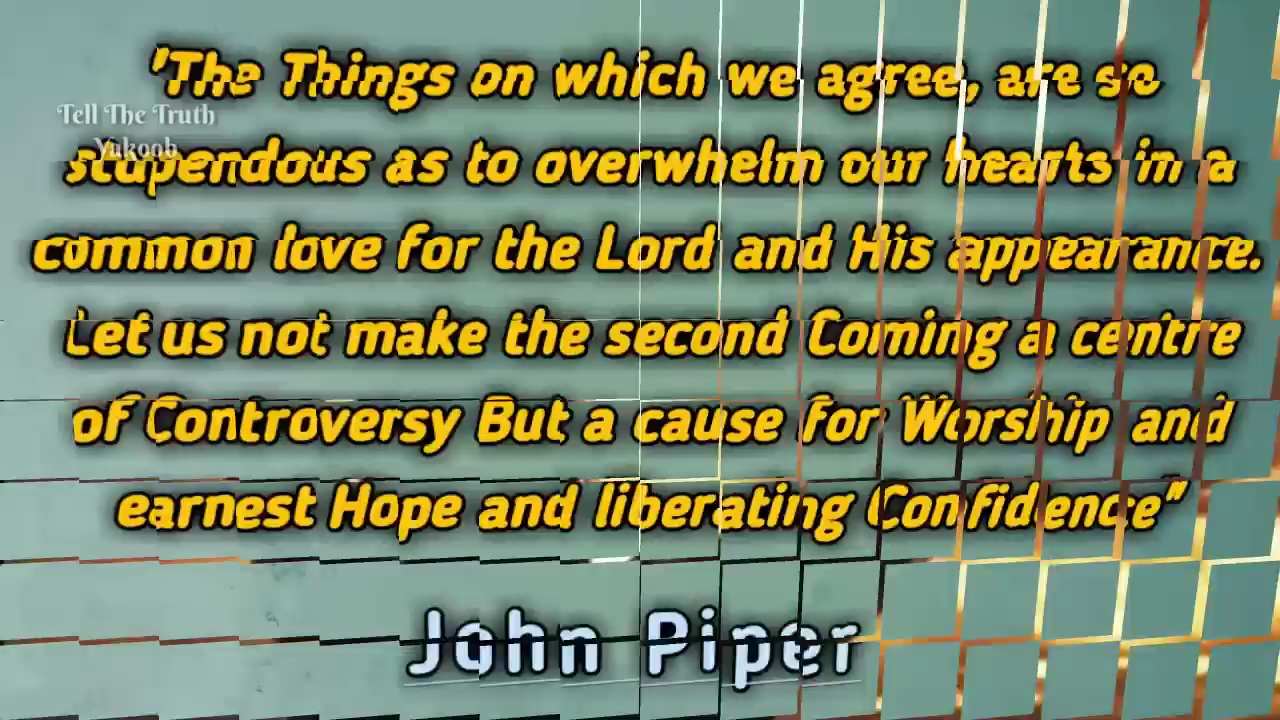 'The Things on which we agree, are so
Tell The Truth
Yakoob
stupendous as to overwhelm our hearts in a
common love for the Lord and His appearance.
Let us not make the second Coming a centre
of Controversy But a cause for Worship and
earnest Hope and liberating Confidence”
John Piper